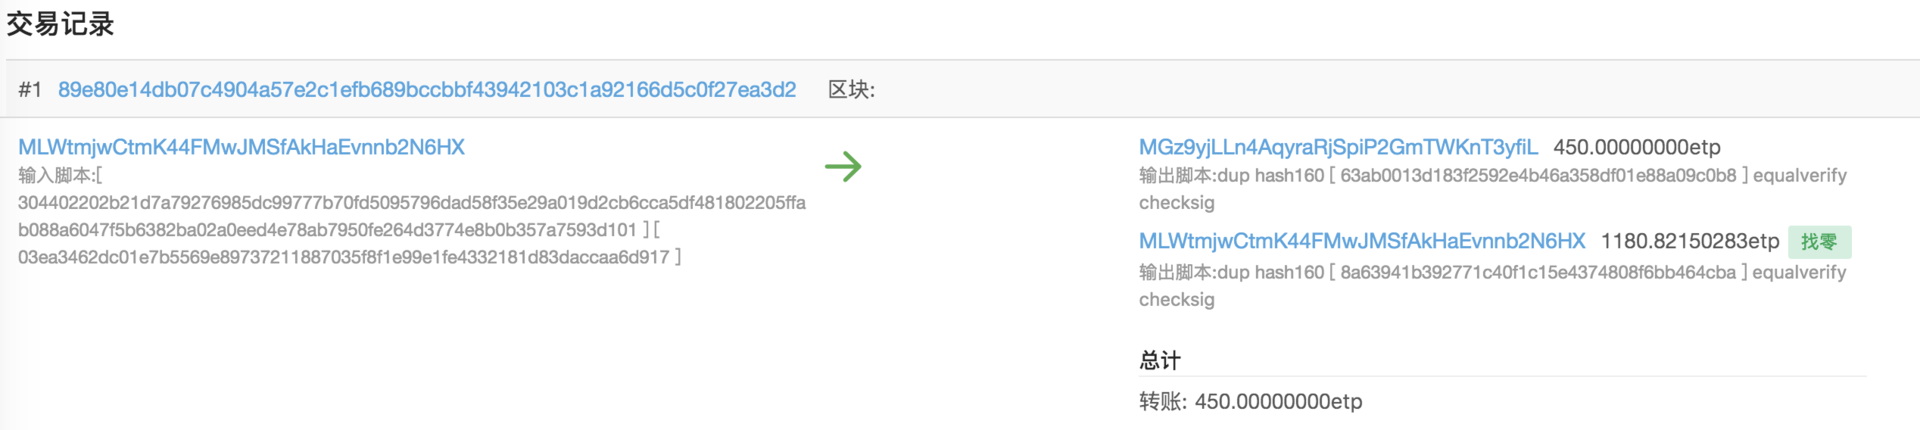 交易记录
#1 89e80e14db07c4904a57e2c1efb689bccbbf43942103c1a92166d5c0f27ea3d2 区块:
MLWtmjwCtmK44FMwJMSfAkHaEvnnb2N6HX
输入脚本:[
304402202b21d7a79276985dc99777b70fd5095796dad58f35e29a019d2cb6cca5df481802205ffa
b088a6047f5b6382ba02a0eed4e78ab7950fe264d3774e8b0b357a7593d101 ] [
03ea3462dc01e7b5569e89737211887035f8f1e99e1fe4332181d83daccaa6d917 ]
MGz9yjLLn4AqyraRjSpiP2GmTWKnT3yfiL 450.00000000etp
输出脚本:dup hash160 [ 63ab0013d183f2592e4b46a358df01e88a09c0b8 ] equalverify
checksig
MLWtmjwCtmK44FMwJMSfAkHaEvnnb2N6HX 1180.82150283etp 找零
输出脚本:dup hash160 [ 8a63941b392771c40f1c15e4374808f6bb464cba ] equalverify
checksig
总计
转账: 450.00000000etp